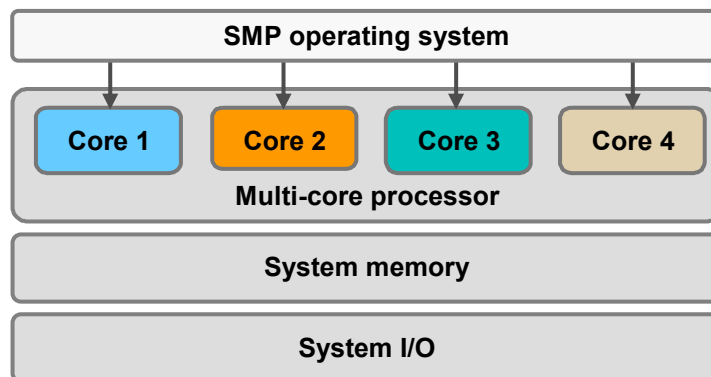 SMP operating system
Core 1 Core 2 Core 3 Core 4
Multi-core processor
System memory
System I/O